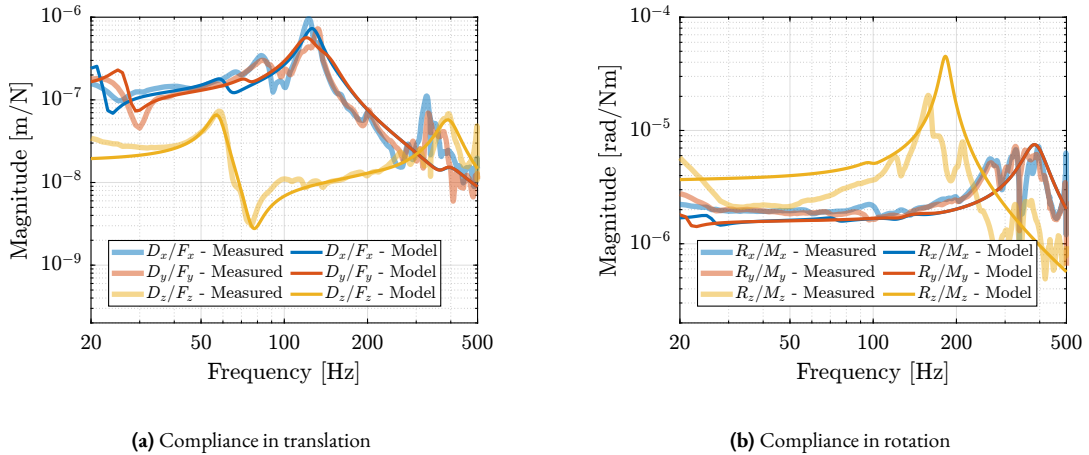 10^{-6}
10^{-7}
10^{-8}
10^{-9}
Magnitude [m/N]
D_x/F_x - Measured
D_y/F_y - Measured
D_z/F_z - Measured
D_x/F_x - Model
D_y/F_y - Model
D_z/F_z - Model
20 100 200 500
Frequency [Hz]
(a) Compliance in translation
10^{-4}
10^{-5}
10^{-6}
Magnitude [rad/Nm]
R_x/M_x - Measured
R_y/M_y - Measured
R_z/M_z - Measured
R_x/M_x - Model
R_y/M_y - Model
R_z/M_z - Model
20 100 200 500
Frequency [Hz]
(b) Compliance in rotation